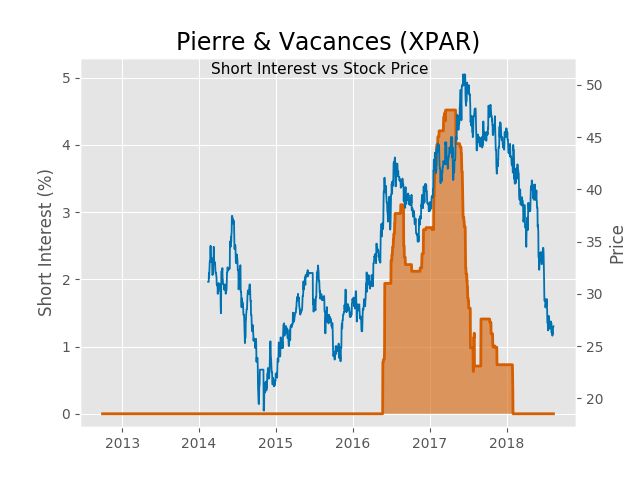 Pierre & Vacances (XPAR)
Short Interest vs Stock Price
Short Interest (%)
5
4
3
2
1
0
50
45
40
35
30
25
20
Price
2013 2014 2015 2016 2017 2018